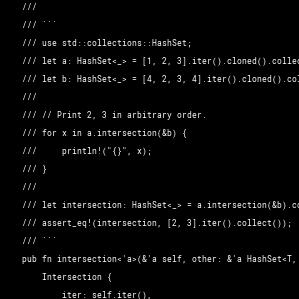 ///
/// ```
/// use std::collections::HashSet;
/// let a: HashSet<_> = [1, 2, 3].iter().cloned().collec
/// let b: HashSet<_> = [4, 2, 3, 4].iter().cloned().col
///
/// // Print 2, 3 in arbitrary order.
/// for x in a.intersection(&b) {
///     println!("{}", x);
/// }
///
/// let intersection: HashSet<_> = a.intersection(&b).co
/// assert_eq!(intersection, [2, 3].iter().collect());
/// ```
pub fn intersection<'a>(&'a self, other: &'a HashSet<T,
    Intersection {
        iter: self.iter(),